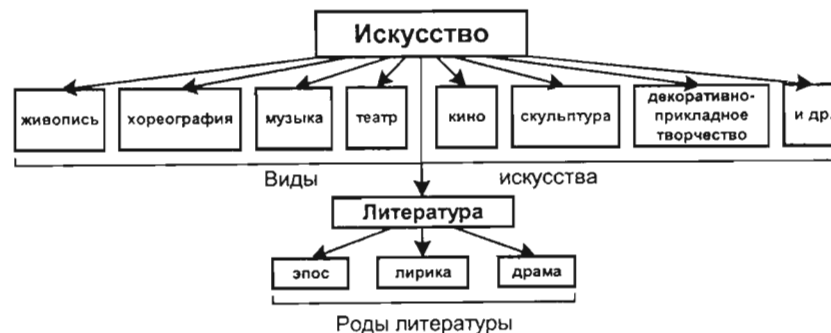 Искусство
живопись
хореография
музыка
театр
кино
скульптура
декоративно-
прикладное
творчество
и др.
Виды искусства
Литература
эпос
лирика
драма
Роды литературы